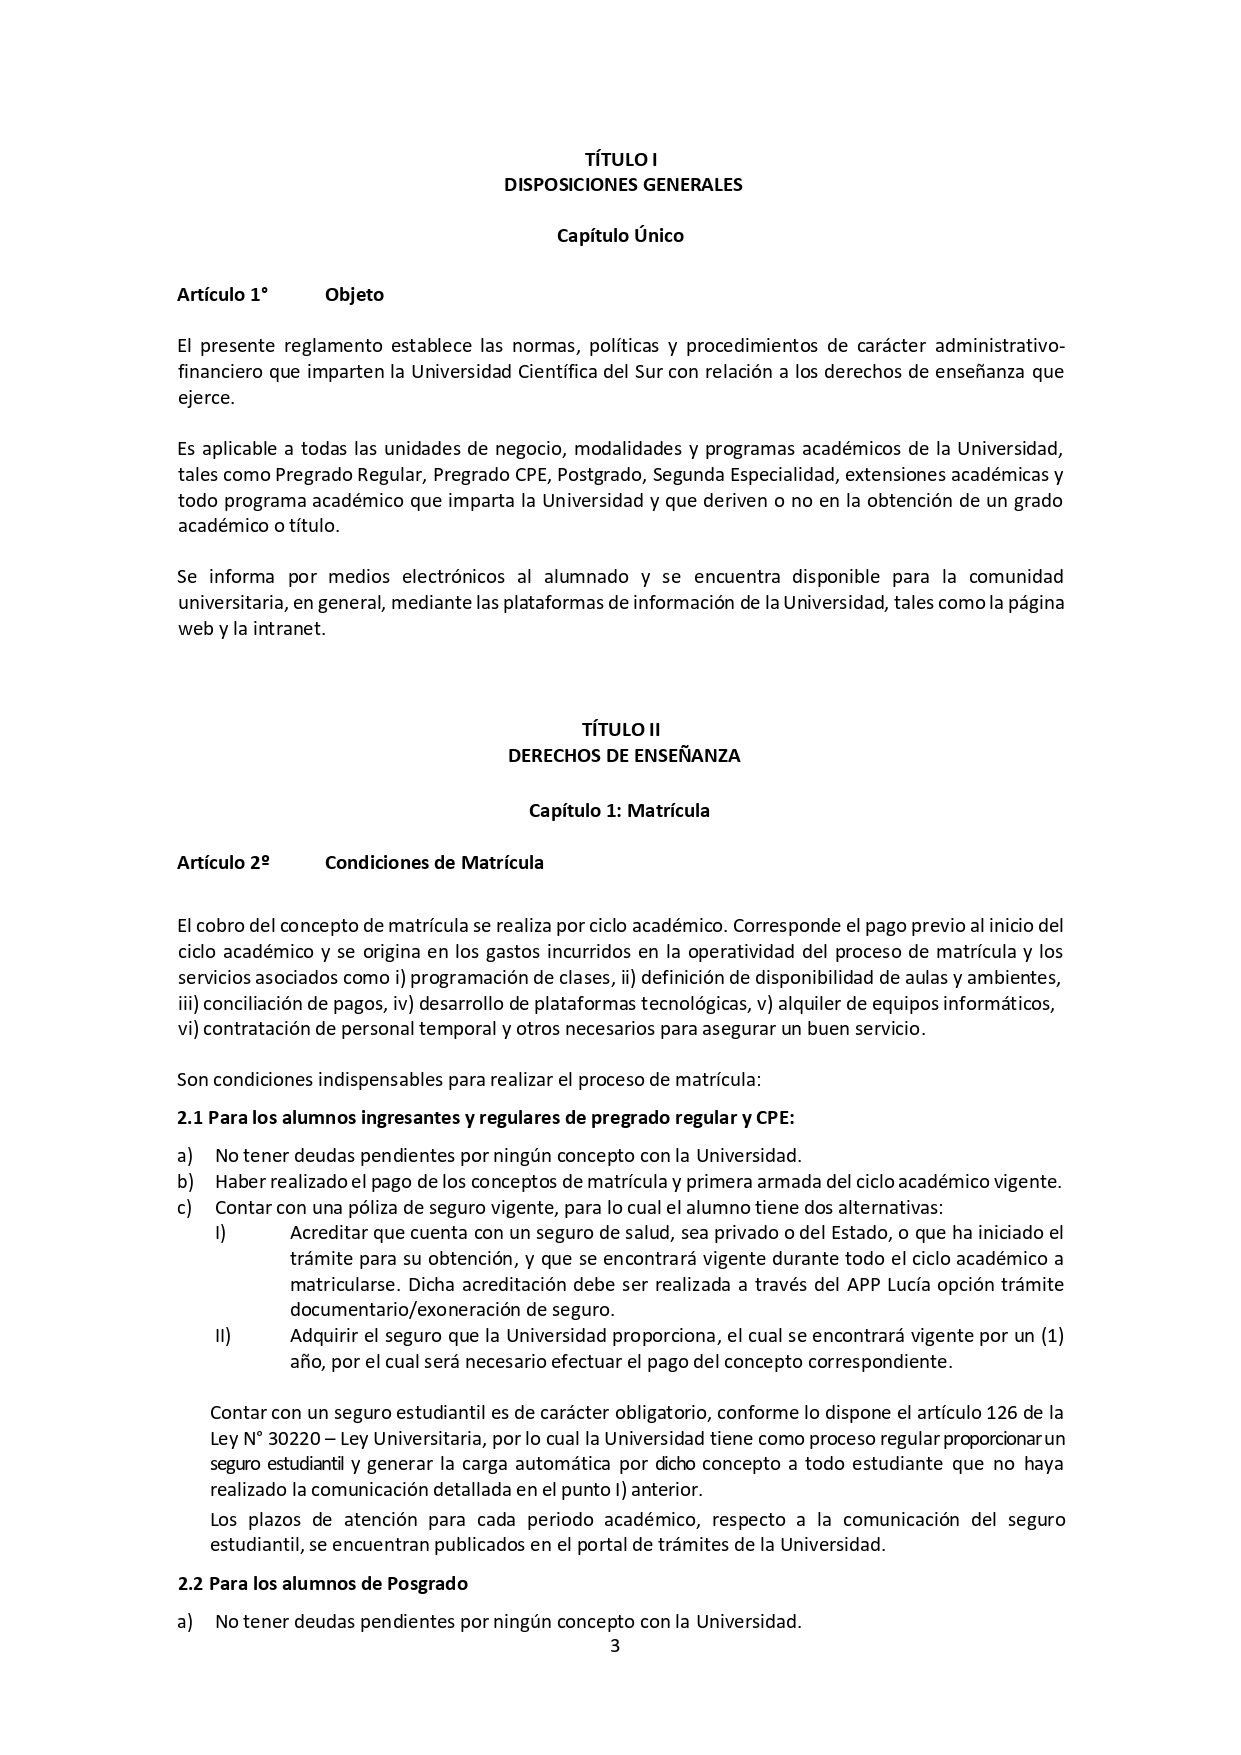 TÍTULO I
DISPOSICIONES GENERALES
Capítulo Único
Artículo 1° Objeto
El presente reglamento establece las normas, políticas y procedimientos de carácter administrativo-
financiero que imparten la Universidad Científica del Sur con relación a los derechos de enseñanza que
ejerce.
Es aplicable a todas las unidades de negocio, modalidades y programas académicos de la Universidad,
tales como Pregrado Regular, Pregrado CPE, Postgrado, Segunda Especialidad, extensiones académicas y
todo programa académico que imparta la Universidad y que deriven o no en la obtención de un grado
académico o título.
Se informa por medios electrónicos al alumnado y se encuentra disponible para la comunidad
universitaria, en general, mediante las plataformas de información de la Universidad, tales como la página
web y la intranet.
TÍTULO II
DERECHOS DE ENSEÑANZA
Capítulo 1: Matrícula
Artículo 2º Condiciones de Matrícula
El cobro del concepto de matrícula se realiza por ciclo académico. Corresponde el pago previo al inicio del
ciclo académico y se origina en los gastos incurridos en la operatividad del proceso de matrícula y los
servicios asociados como i) programación de clases, ii) definición de disponibilidad de aulas y ambientes,
iii) conciliación de pagos, iv) desarrollo de plataformas tecnológicas, v) alquiler de equipos informáticos,
vi) contratación de personal temporal y otros necesarios para asegurar un buen servicio.
Son condiciones indispensables para realizar el proceso de matrícula:
2.1 Para los alumnos ingresantes y regulares de pregrado regular y CPE:
a) No tener deudas pendientes por ningún concepto con la Universidad.
b) Haber realizado el pago de los conceptos de matrícula y primera armada del ciclo académico vigente.
c) Contar con una póliza de seguro vigente, para lo cual el alumno tiene dos alternativas:
I) Acreditar que cuenta con un seguro de salud, sea privado o del Estado, o que ha iniciado el
trámite para su obtención, y que se encontrará vigente durante todo el ciclo académico a
matricularse. Dicha acreditación debe ser realizada a través del APP Lucía opción trámite
documentario/exoneración de seguro.
II) Adquirir el seguro que la Universidad proporciona, el cual se encontrará vigente por un (1)
año, por el cual será necesario efectuar el pago del concepto correspondiente.
Contar con un seguro estudiantil es de carácter obligatorio, conforme lo dispone el artículo 126 de la
Ley N° 30220 – Ley Universitaria, por lo cual la Universidad tiene como proceso regular proporcionar un
seguro estudiantil y generar la carga automática por dicho concepto a todo estudiante que no haya
realizado la comunicación detallada en el punto I) anterior.
Los plazos de atención para cada periodo académico, respecto a la comunicación del seguro
estudiantil, se encuentran publicados en el portal de trámites de la Universidad.
2.2 Para los alumnos de Posgrado
a) No tener deudas pendientes por ningún concepto con la Universidad.
3